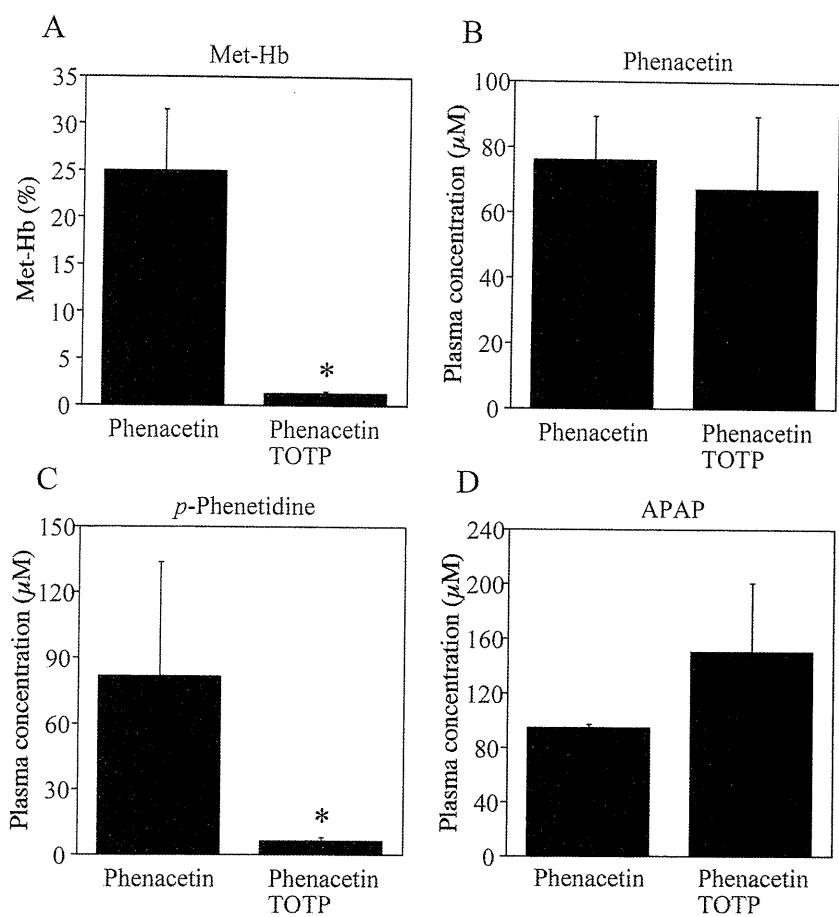 A
Met-Hb
Met-Hb (%)
35
30
25
20
15
10
5
0
*
Phenacetin
Phenacetin
TOTP
B
Phenacetin
Plasma concentration (μM)
100
80
60
40
20
0
Phenacetin
Phenacetin
TOTP
C
p-Phenetidine
Plasma concentration (μM)
150
120
90
60
30
0
*
Phenacetin
Phenacetin
TOTP
D
APAP
Plasma concentration (μM)
240
200
160
120
80
40
0
Phenacetin
Phenacetin
TOTP